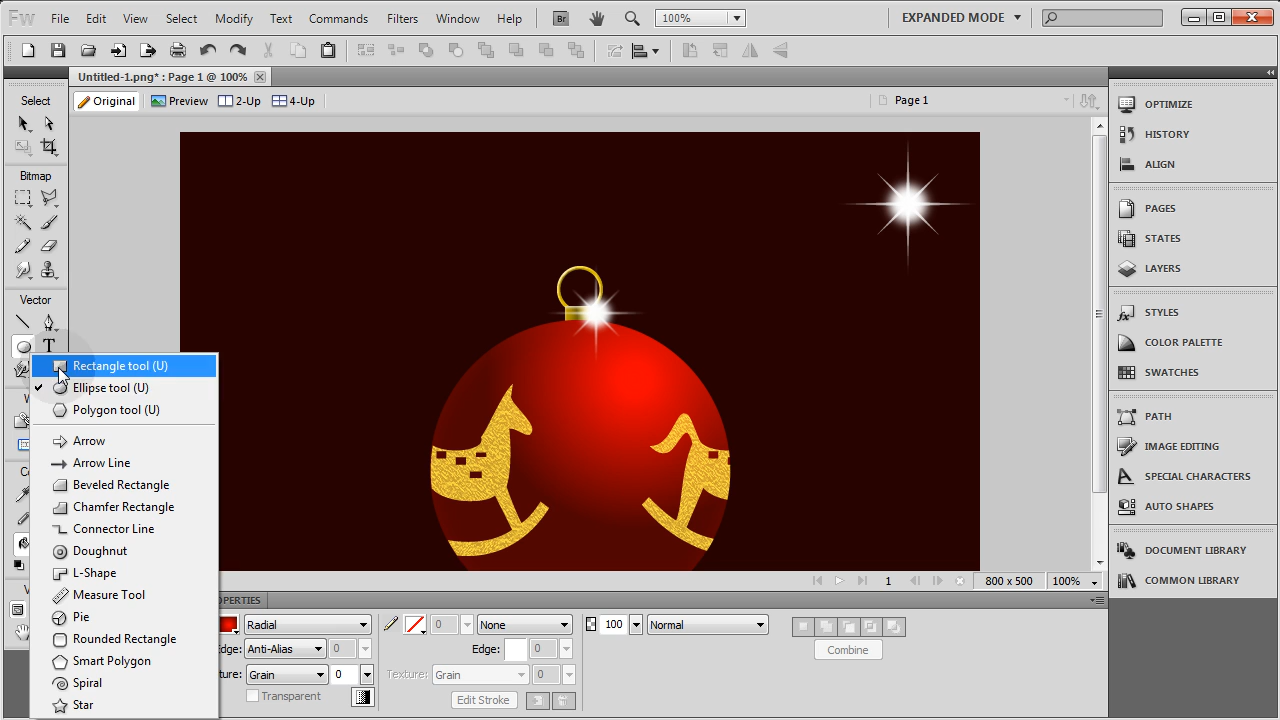 Fw File Edit View Select Modify Text Commands Filters Window Help Br 100% EXPANDED MODE
Untitled-1.png* : Page 1 @ 100%
Original Preview 2-Up 4-Up Page 1
Select
Bitmap
Vector
T
Rectangle tool (U)
Ellipse tool (U)
Polygon tool (U)
Arrow
Arrow Line
Beveled Rectangle
Chamfer Rectangle
Connector Line
Doughnut
L-Shape
Measure Tool
Pie
Rounded Rectangle
Smart Polygon
Spiral
Star
OPTIMIZE
HISTORY
ALIGN
PAGES
STATES
LAYERS
STYLES
COLOR PALETTE
SWATCHES
PATH
IMAGE EDITING
SPECIAL CHARACTERS
AUTO SHAPES
DOCUMENT LIBRARY
COMMON LIBRARY
1 800 x 500 100%
OPERTIES
Radial 0 None 100 Normal
dge: Anti-Alias 0 Edge: 0 Combine
ture: Grain 0 Texture: Grain 0
Transparent Edit Stroke